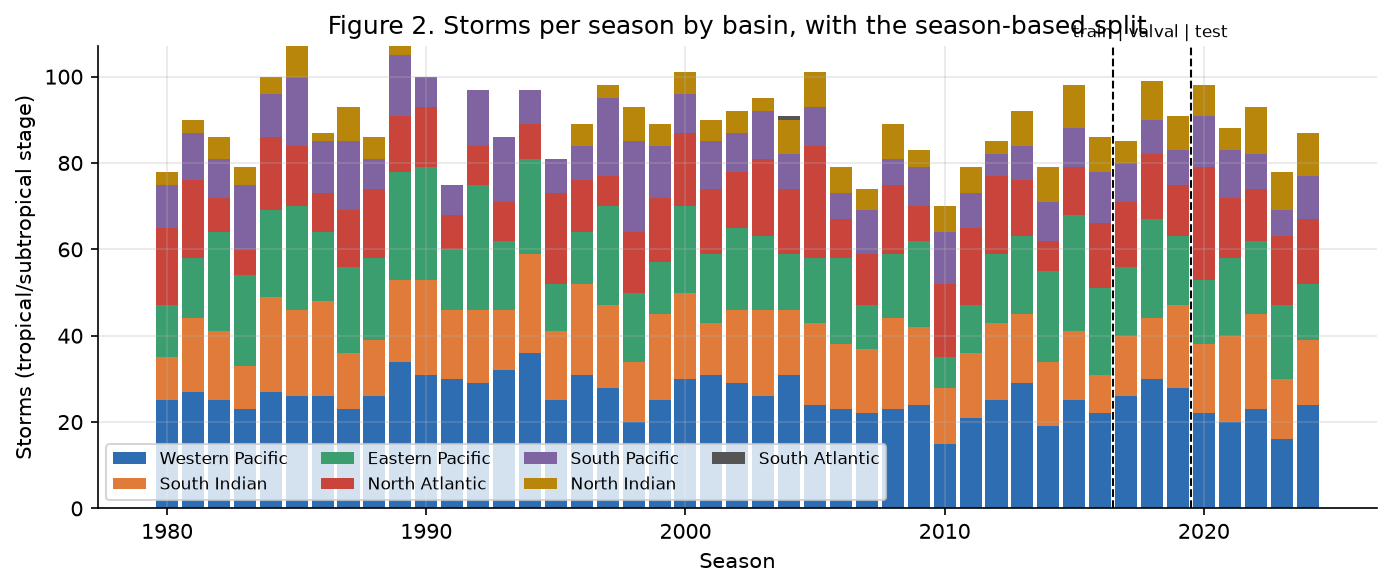 Figure 2. Storms per season by basin, with the season-based split
train | val
val | test
Storms (tropical/subtropical stage)
100
80
60
40
20
0
Western Pacific
South Indian
Eastern Pacific
North Atlantic
South Pacific
North Indian
South Atlantic
1980
1990
2000
2010
2020
Season